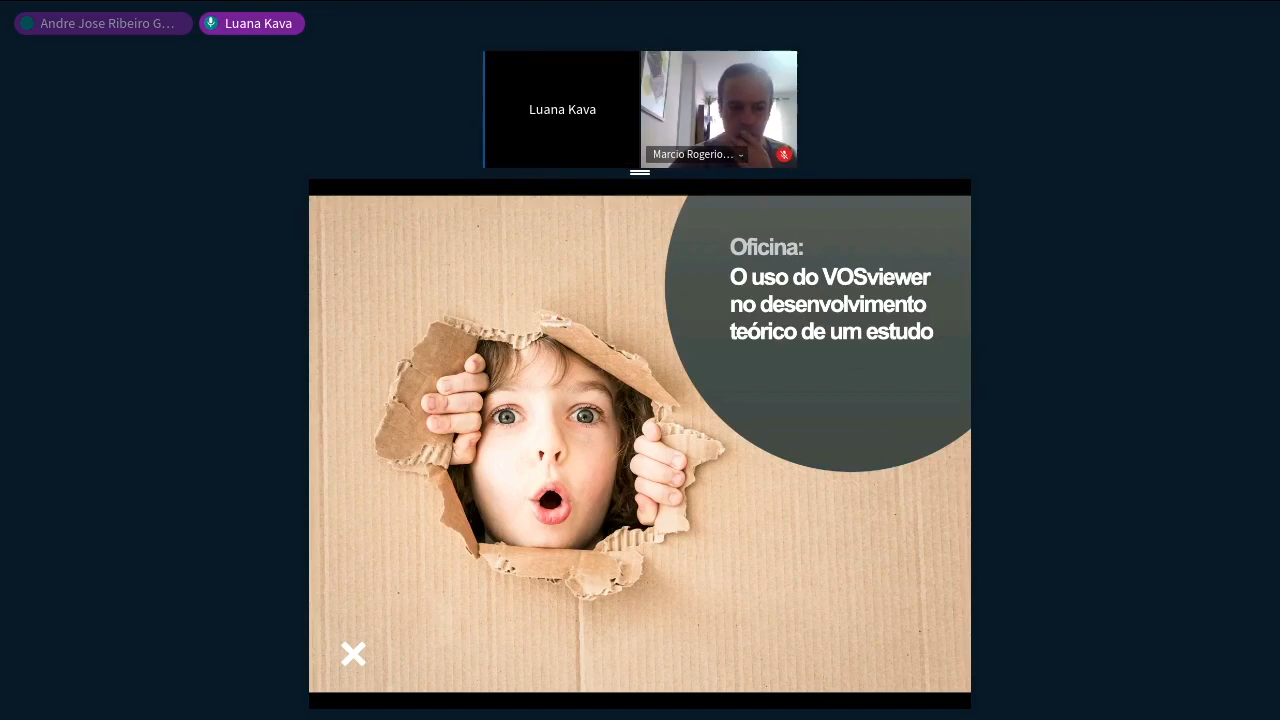 Andre Jose Ribeiro G…
Luana Kava
Luana Kava
Marcio Rogerio…
Oficina:
O uso do VOSviewer
no desenvolvimento
teórico de um estudo